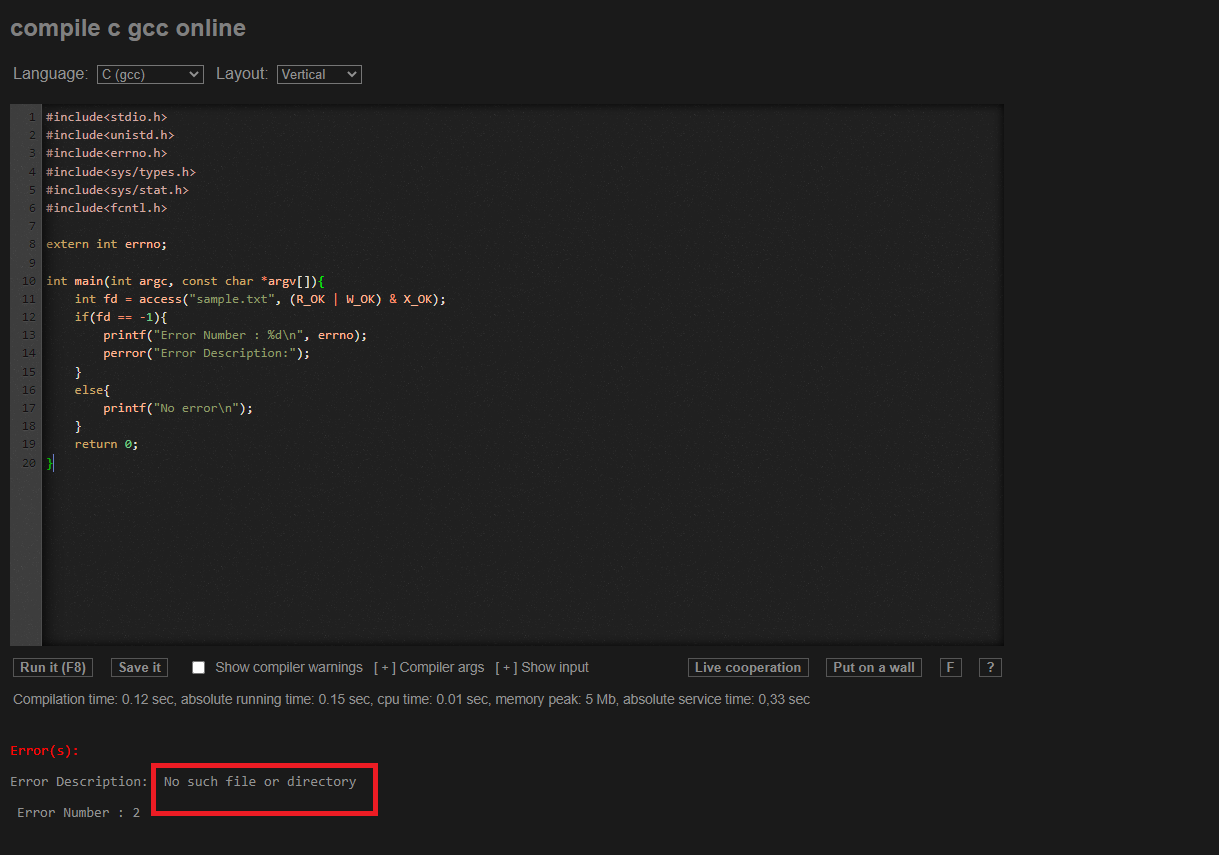 compile c gcc online
Language: C (gcc) Layout: Vertical
1 #include<stdio.h>
2 #include<unistd.h>
3 #include<errno.h>
4 #include<sys/types.h>
5 #include<sys/stat.h>
6 #include<fcntl.h>
7
8 extern int errno;
9
10 int main(int argc, const char *argv[]){
11     int fd = access("sample.txt", (R_OK | W_OK) & X_OK);
12     if(fd == -1){
13         printf("Error Number : %d\n", errno);
14         perror("Error Description:");
15     }
16     else{
17         printf("No error\n");
18     }
19     return 0;
20 }
Run it (F8) Save it Show compiler warnings [ + ] Compiler args [ + ] Show input Live cooperation Put on a wall F ?
Compilation time: 0.12 sec, absolute running time: 0.15 sec, cpu time: 0.01 sec, memory peak: 5 Mb, absolute service time: 0,33 sec
Error(s):
Error Description: No such file or directory
Error Number : 2